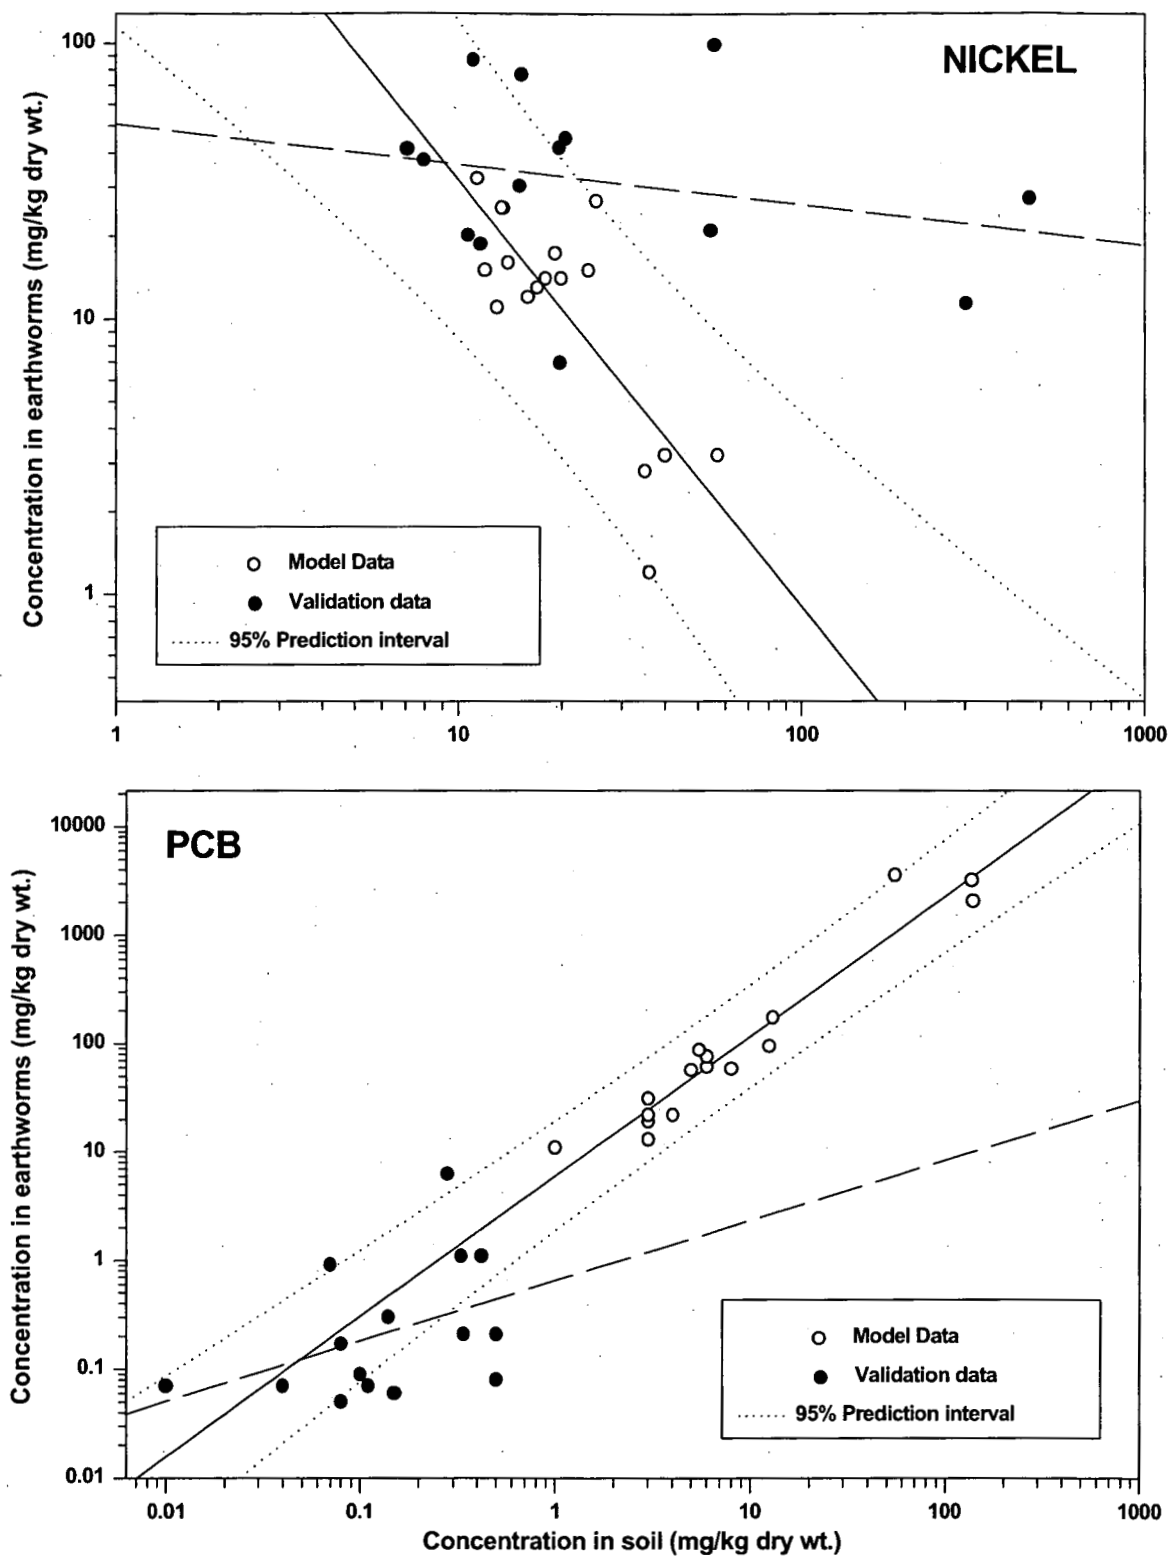 NICKEL
Concentration in earthworms (mg/kg dry wt.)
100
10
1
Model Data
Validation data
95% Prediction interval
1
10
100
1000
PCB
Concentration in earthworms (mg/kg dry wt.)
10000
1000
100
10
1
0.1
0.01
Model Data
Validation data
95% Prediction interval
0.01
0.1
1
10
100
1000
Concentration in soil (mg/kg dry wt.)